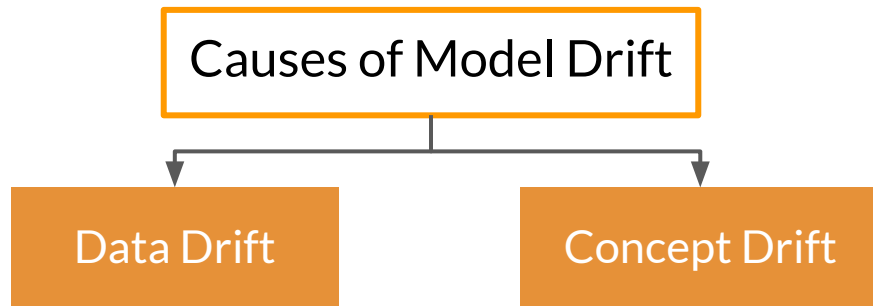 Causes of Model Drift
Data Drift
Concept Drift